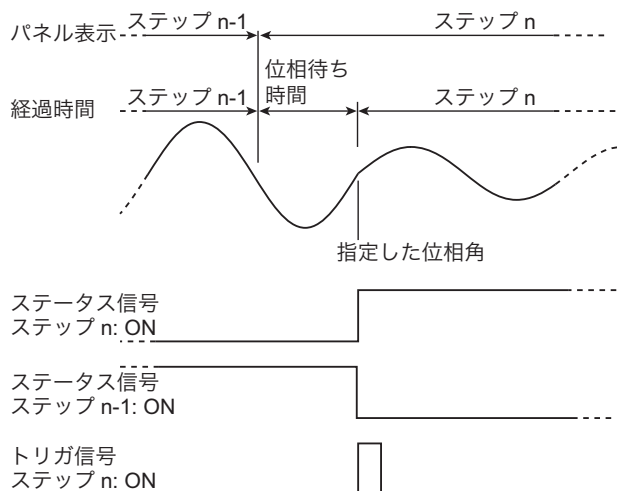 パネル表示 ステップ n-1 ステップ n
位相待ち
時間
経過時間 ステップ n-1 ステップ n
指定した位相角
ステータス信号
ステップ n: ON
ステータス信号
ステップ n-1: ON
トリガ信号
ステップ n: ON